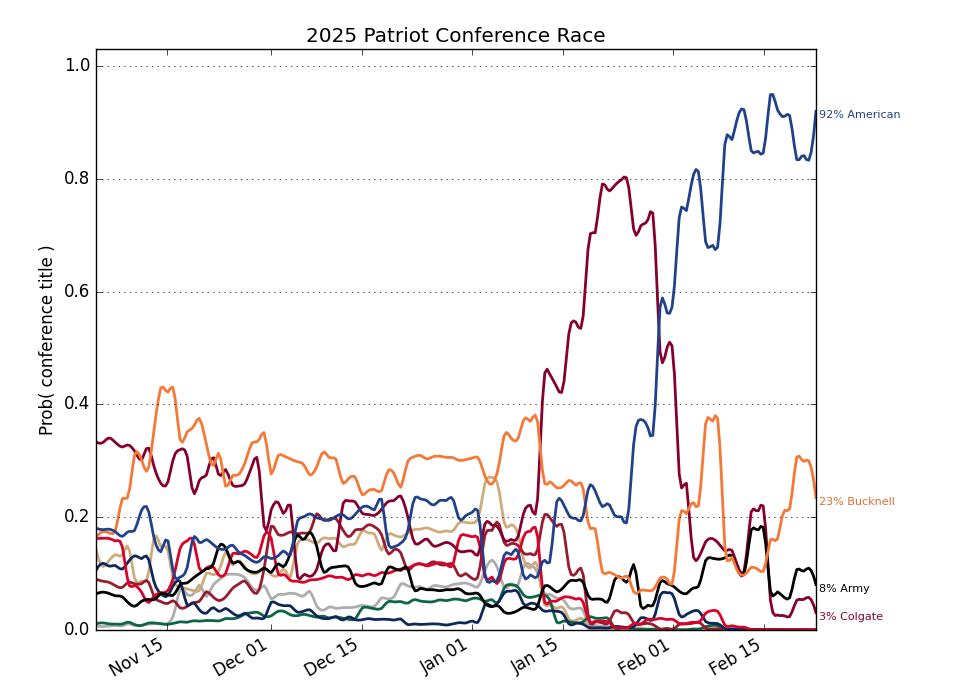 2025 Patriot Conference Race
Prob( conference title )
1.0
0.8
0.6
0.4
0.2
0.0
Nov 15
Dec 01
Dec 15
Jan 01
Jan 15
Feb 01
Feb 15
92% American
23% Bucknell
8% Army
3% Colgate